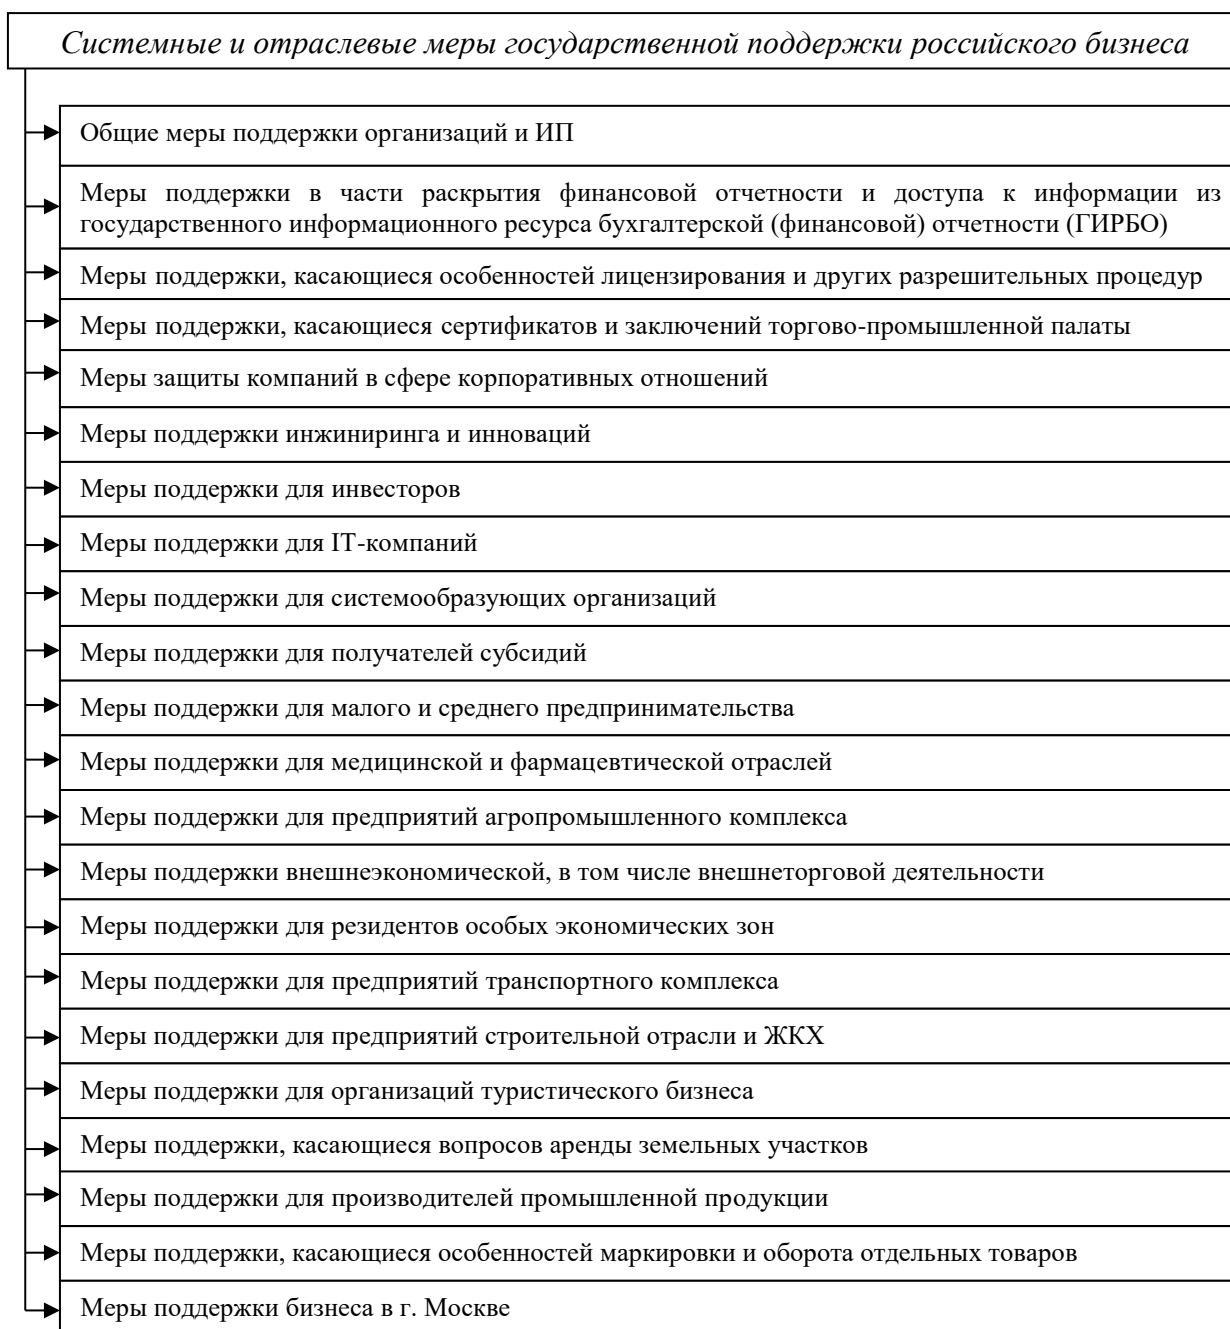 Системные и отраслевые меры государственной поддержки российского бизнеса
Общие меры поддержки организаций и ИП
Меры поддержки в части раскрытия финансовой отчетности и доступа к информации из
государственного информационного ресурса бухгалтерской (финансовой) отчетности (ГИРБО)
Меры поддержки, касающиеся особенностей лицензирования и других разрешительных процедур
Меры поддержки, касающиеся сертификатов и заключений торгово-промышленной палаты
Меры защиты компаний в сфере корпоративных отношений
Меры поддержки инжиниринга и инноваций
Меры поддержки для инвесторов
Меры поддержки для IT-компаний
Меры поддержки для системообразующих организаций
Меры поддержки для получателей субсидий
Меры поддержки для малого и среднего предпринимательства
Меры поддержки для медицинской и фармацевтической отраслей
Меры поддержки для предприятий агропромышленного комплекса
Меры поддержки внешнеэкономической, в том числе внешнеторговой деятельности
Меры поддержки для резидентов особых экономических зон
Меры поддержки для предприятий транспортного комплекса
Меры поддержки для предприятий строительной отрасли и ЖКХ
Меры поддержки для организаций туристического бизнеса
Меры поддержки, касающиеся вопросов аренды земельных участков
Меры поддержки для производителей промышленной продукции
Меры поддержки, касающиеся особенностей маркировки и оборота отдельных товаров
Меры поддержки бизнеса в г. Москве